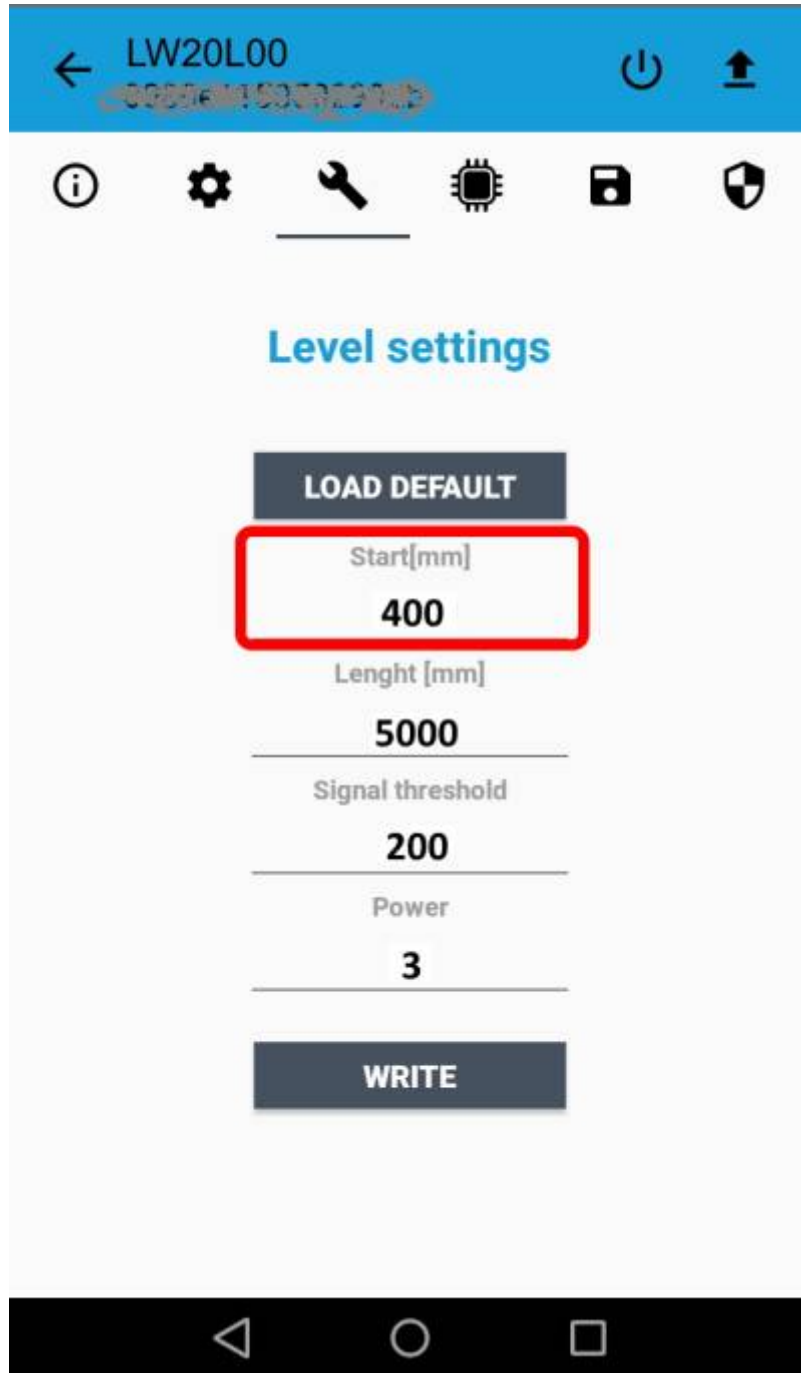 LW20L00
Level settings
LOAD DEFAULT
Start[mm]
400
Lenght [mm]
5000
Signal threshold
200
Power
3
WRITE